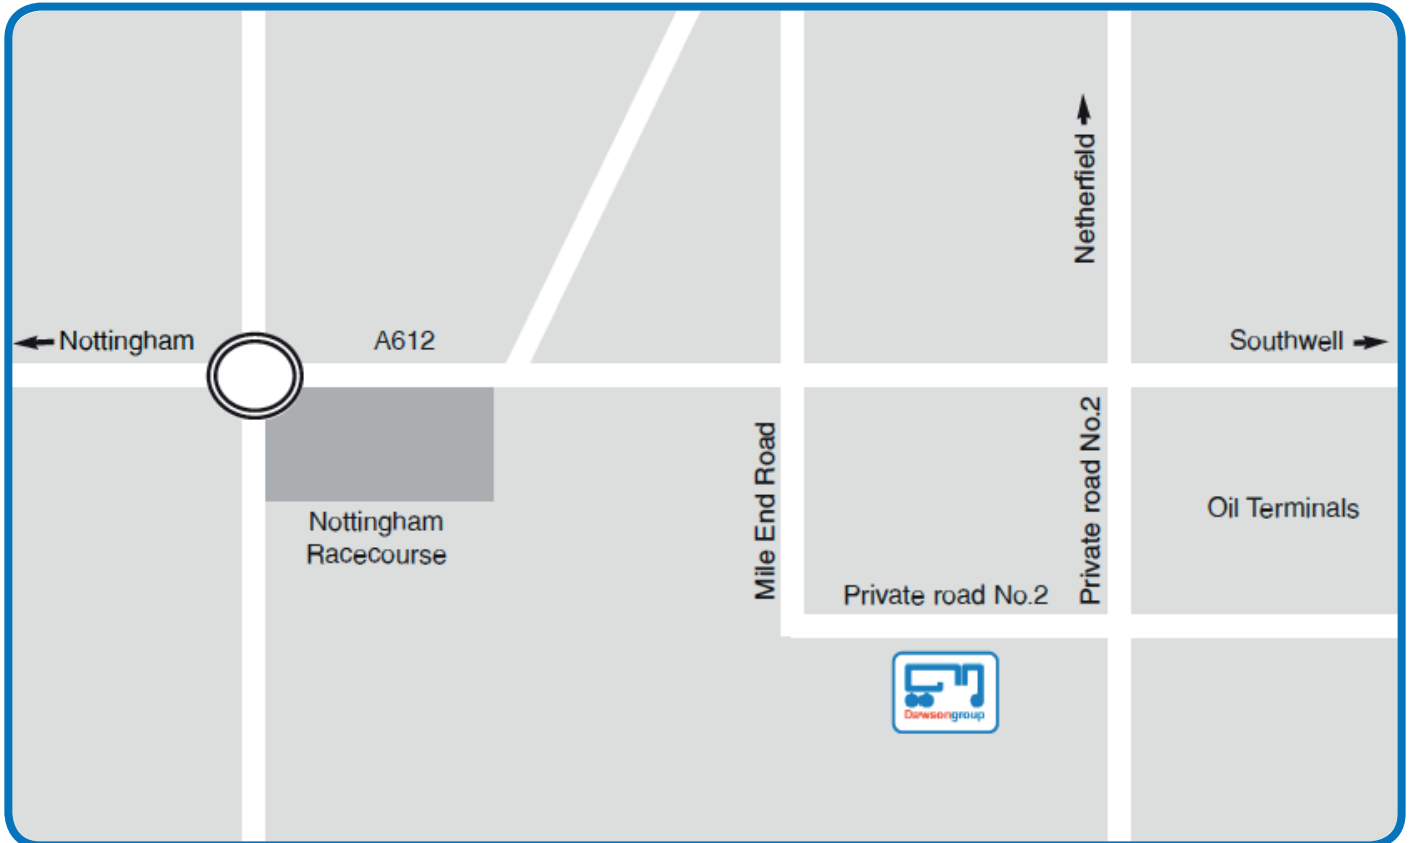 Netherfield
Nottingham
A612
Southwell
Mile End Road
Private road No.2
Oil Terminals
Nottingham
Racecourse
Private road No.2
Dawsongroup